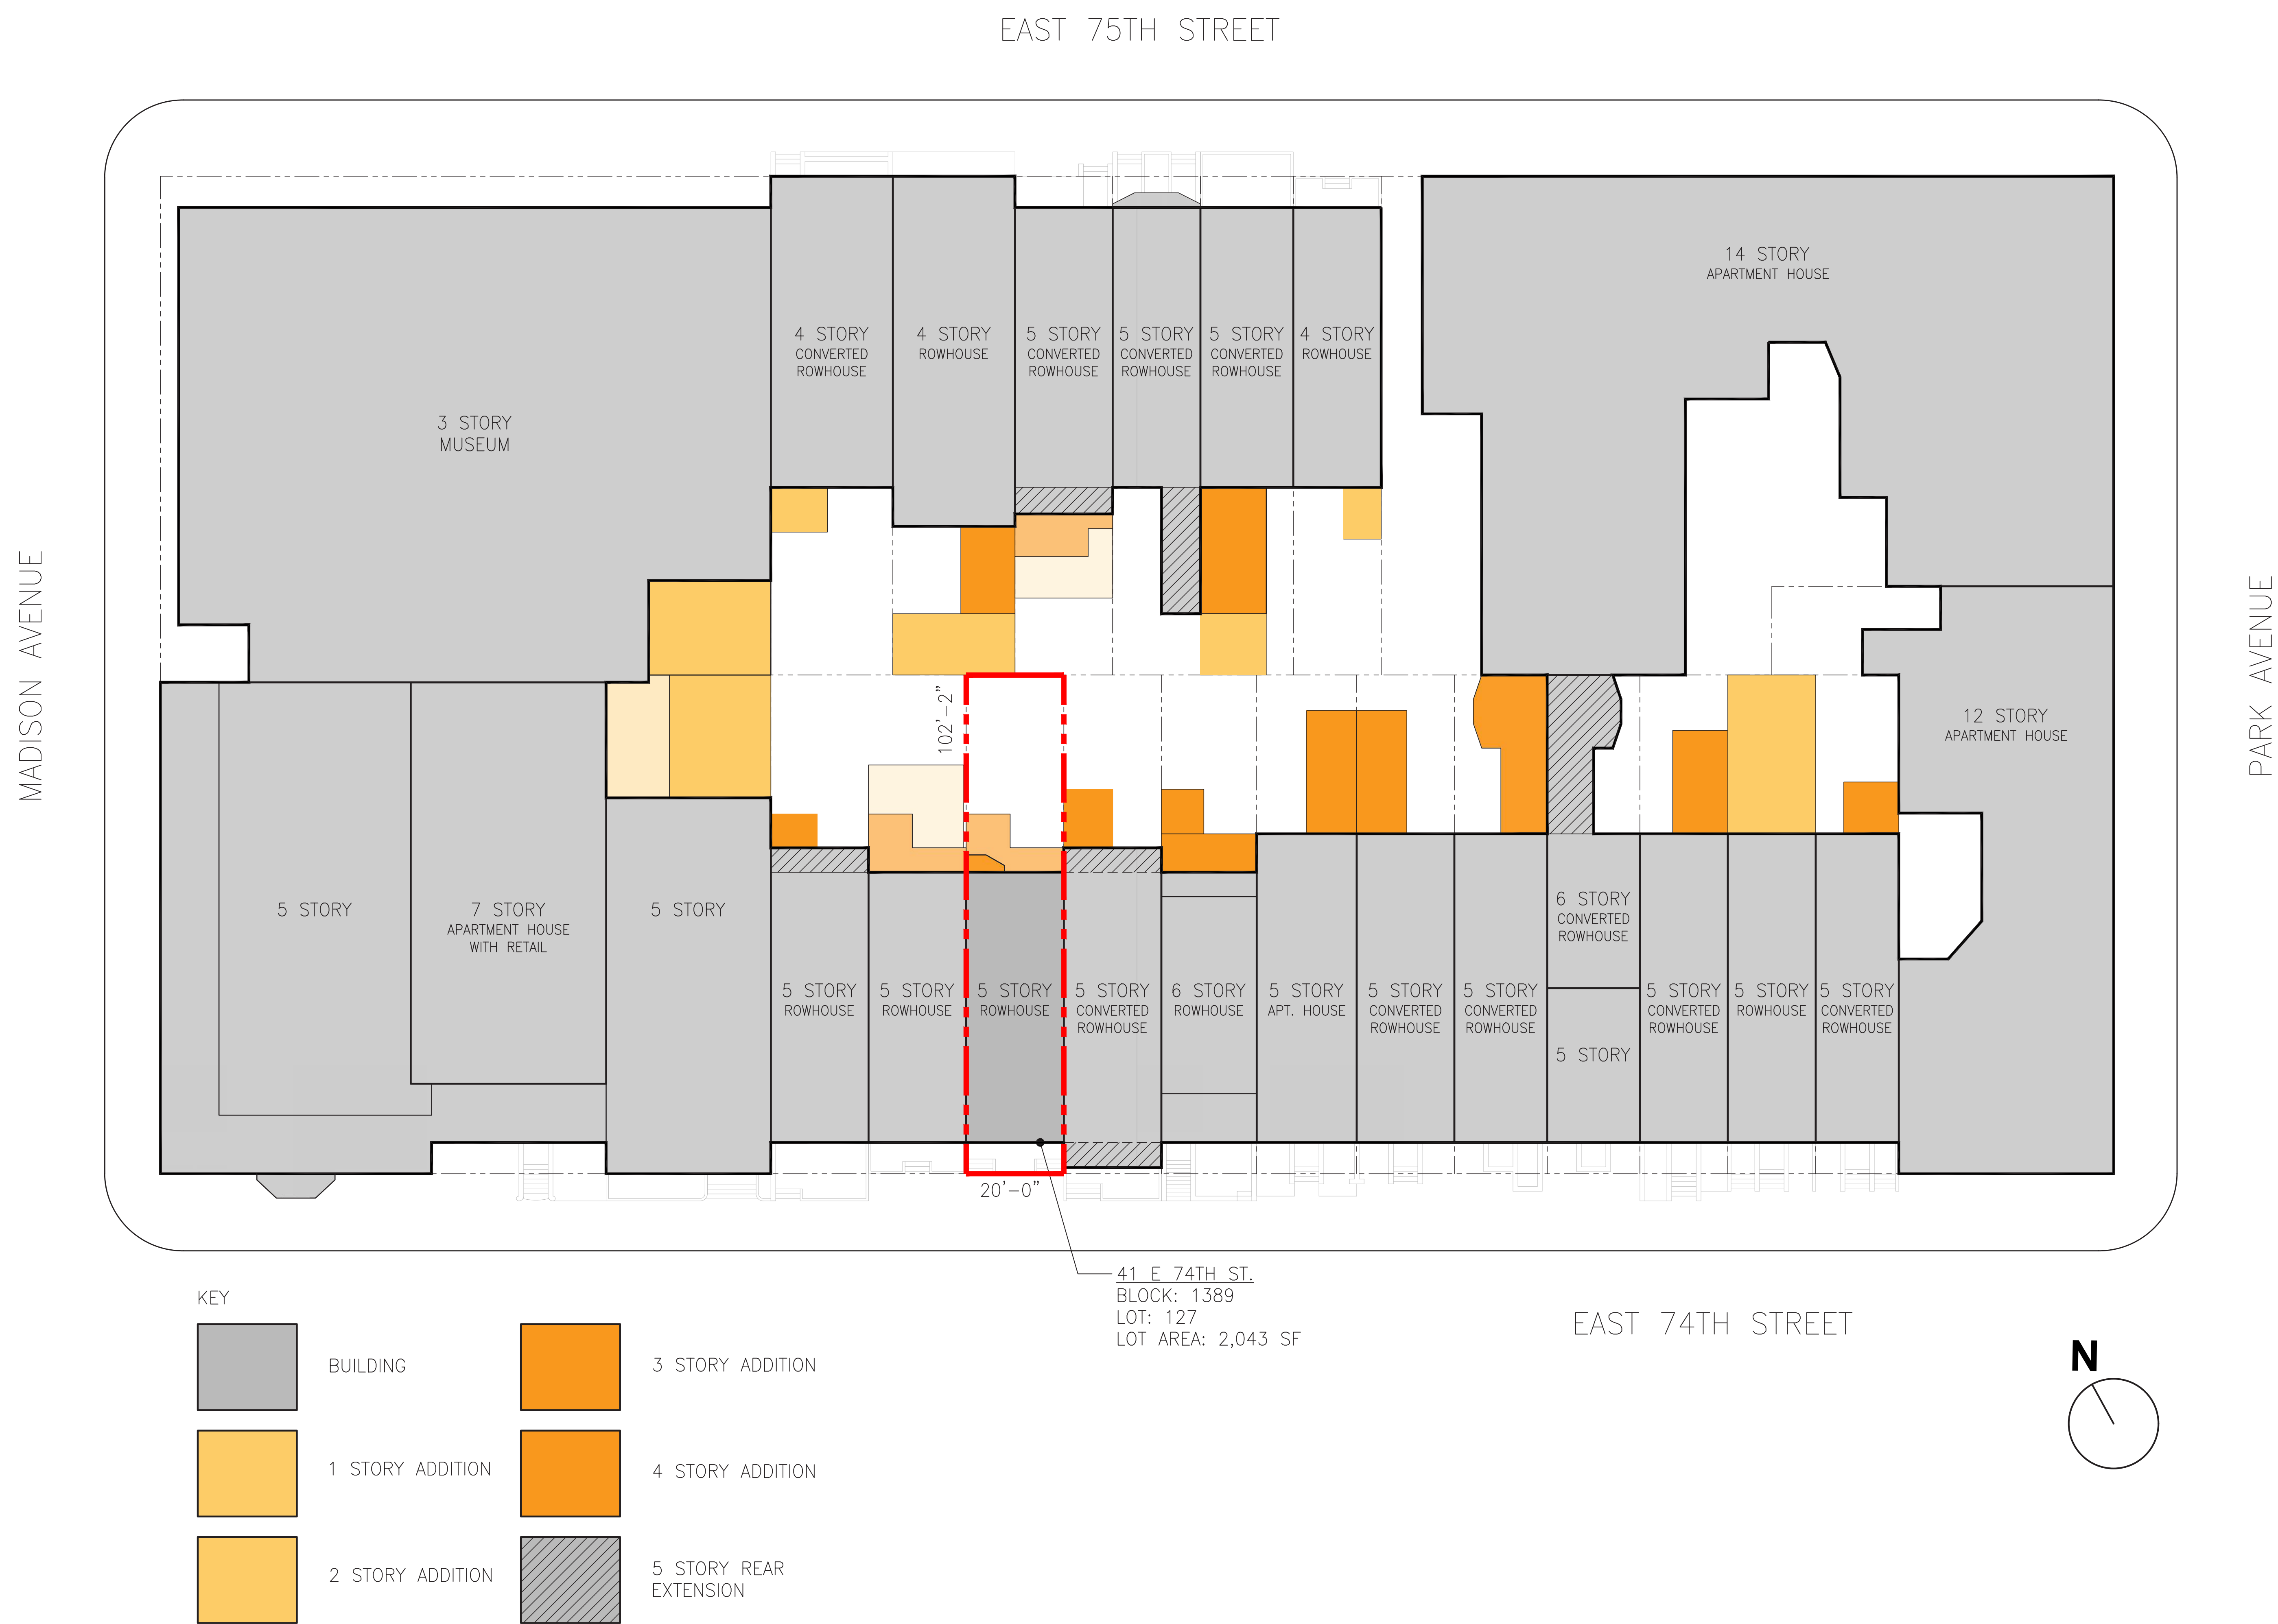 EAST 75TH STREET
MADISON AVENUE
PARK AVENUE
14 STORY
APARTMENT HOUSE
4 STORY
CONVERTED
ROWHOUSE
4 STORY
ROWHOUSE
5 STORY
CONVERTED
ROWHOUSE
5 STORY
CONVERTED
ROWHOUSE
5 STORY
CONVERTED
ROWHOUSE
4 STORY
ROWHOUSE
3 STORY
MUSEUM
102'-2"
12 STORY
APARTMENT HOUSE
5 STORY
7 STORY
APARTMENT HOUSE
WITH RETAIL
5 STORY
5 STORY
ROWHOUSE
5 STORY
ROWHOUSE
5 STORY
ROWHOUSE
5 STORY
CONVERTED
ROWHOUSE
6 STORY
ROWHOUSE
5 STORY
APT. HOUSE
5 STORY
CONVERTED
ROWHOUSE
5 STORY
CONVERTED
ROWHOUSE
6 STORY
CONVERTED
ROWHOUSE
5 STORY
5 STORY
CONVERTED
ROWHOUSE
5 STORY
ROWHOUSE
5 STORY
CONVERTED
ROWHOUSE
20'-0"
41 E 74TH ST.
BLOCK: 1389
LOT: 127
LOT AREA: 2,043 SF
EAST 74TH STREET
N
KEY
BUILDING
1 STORY ADDITION
2 STORY ADDITION
3 STORY ADDITION
4 STORY ADDITION
5 STORY REAR
EXTENSION